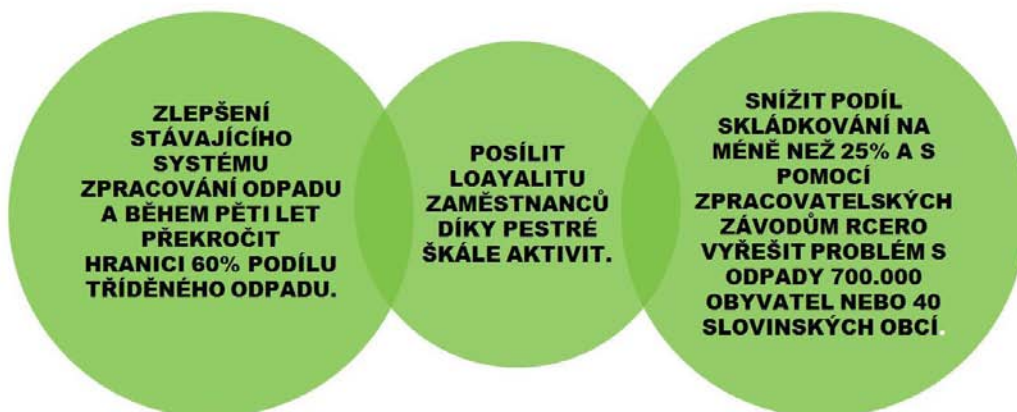 ZLEPŠENÍ
STÁVAJÍCÍHO
SYSTÉMU
ZPRACOVÁNÍ ODPADU
A BĚHEM PĚTI LET
PŘEKROČIT
HRANICI 60% PODÍLU
TŘÍDĚNÉHO ODPADU.
POSÍLIT
LOAYALITU
ZAMĚSTNANCŮ
DÍKY PESTRÉ
ŠKÁLE AKTIVIT.
SNÍŽIT PODÍL
SKLÁDKOVÁNÍ NA
MÉNĚ NEŽ 25% A S
POMOCÍ
ZPRACOVATELSKÝCH
ZÁVODŮM RCERO
VYŘEŠIT PROBLÉM S
ODPADY 700.000
OBYVATEL NEBO 40
SLOVINSKÝCH OBCÍ.